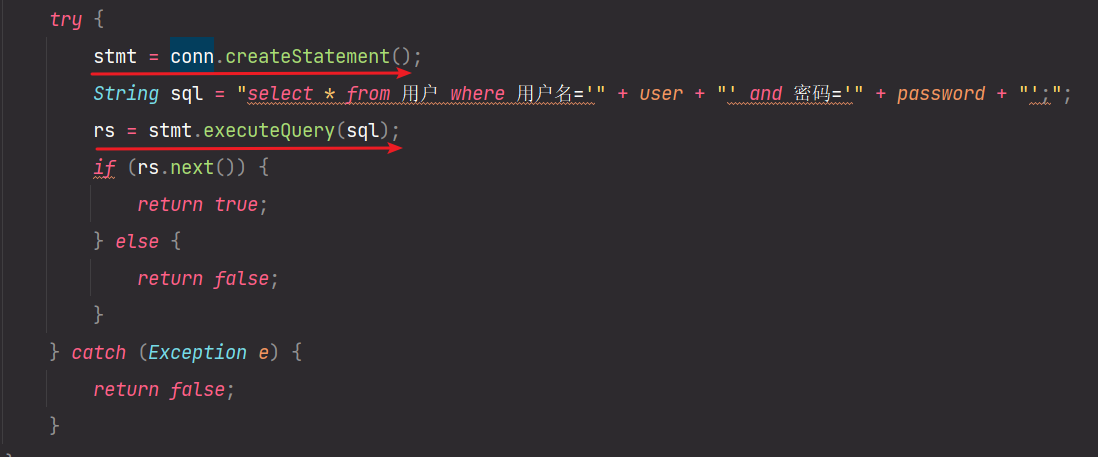 try {
stmt = conn.createStatement();
String sql = "select * from 用户 where 用户名='" + user + "' and 密码='" + password + "';";
rs = stmt.executeQuery(sql);
if (rs.next()) {
return true;
} else {
return false;
}
} catch (Exception e) {
return false;
}